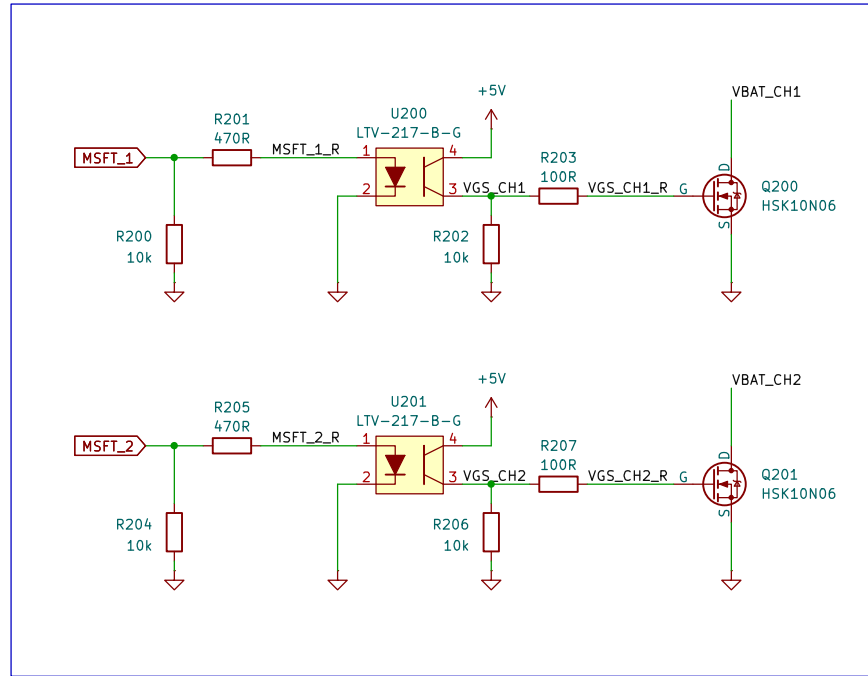 +5V
VBAT_CH1
U200
LTV-217-B-G
R201
470R
MSFT_1
MSFT_1_R
1
4
2
3
VGS_CH1
R203
100R
VGS_CH1_R
G
D
S
Q200
HSK10N06
R200
10k
R202
10k
+5V
VBAT_CH2
U201
LTV-217-B-G
R205
470R
MSFT_2
MSFT_2_R
1
4
2
3
VGS_CH2
R207
100R
VGS_CH2_R
G
D
S
Q201
HSK10N06
R204
10k
R206
10k